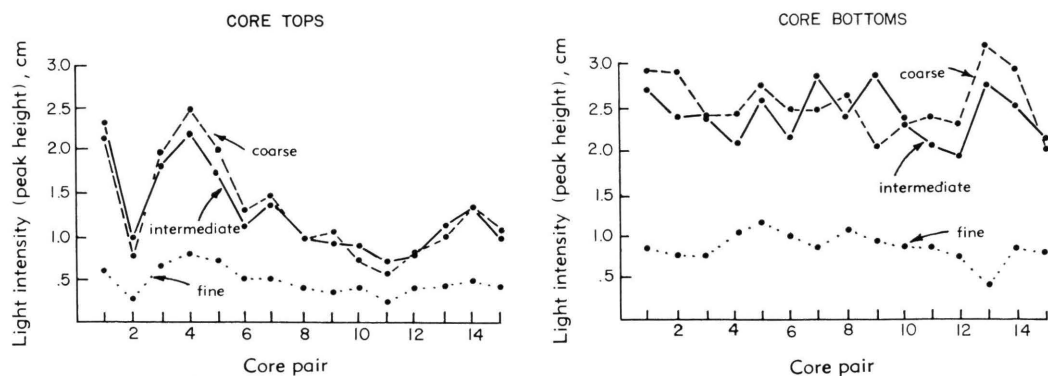 CORE TOPS
Light intensity (peak height), cm
3.0
2.5
2.0
1.5
1.0
.5
coarse
intermediate
fine
2 4 6 8 10 12 14
Core pair
CORE BOTTOMS
Light intensity (peak height), cm
3.0
2.5
2.0
1.5
1.0
.5
coarse
intermediate
fine
2 4 6 8 10 12 14
Core pair